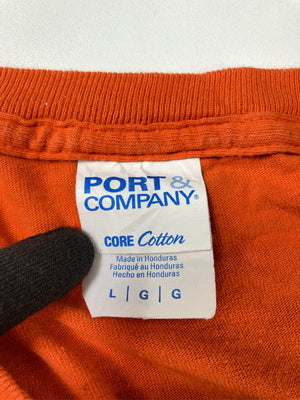 PORT &
COMPANY®
CORE Cotton
Made in Honduras
Fabriqué au Honduras
Hecho en Honduras
L | G | G